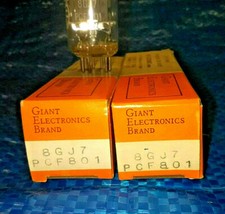 GIANT
ELECTRONICS
BRAND
8GJ7
PCF801
GIANT
ELECTRONICS
BRAND
8GJ7
PCF801